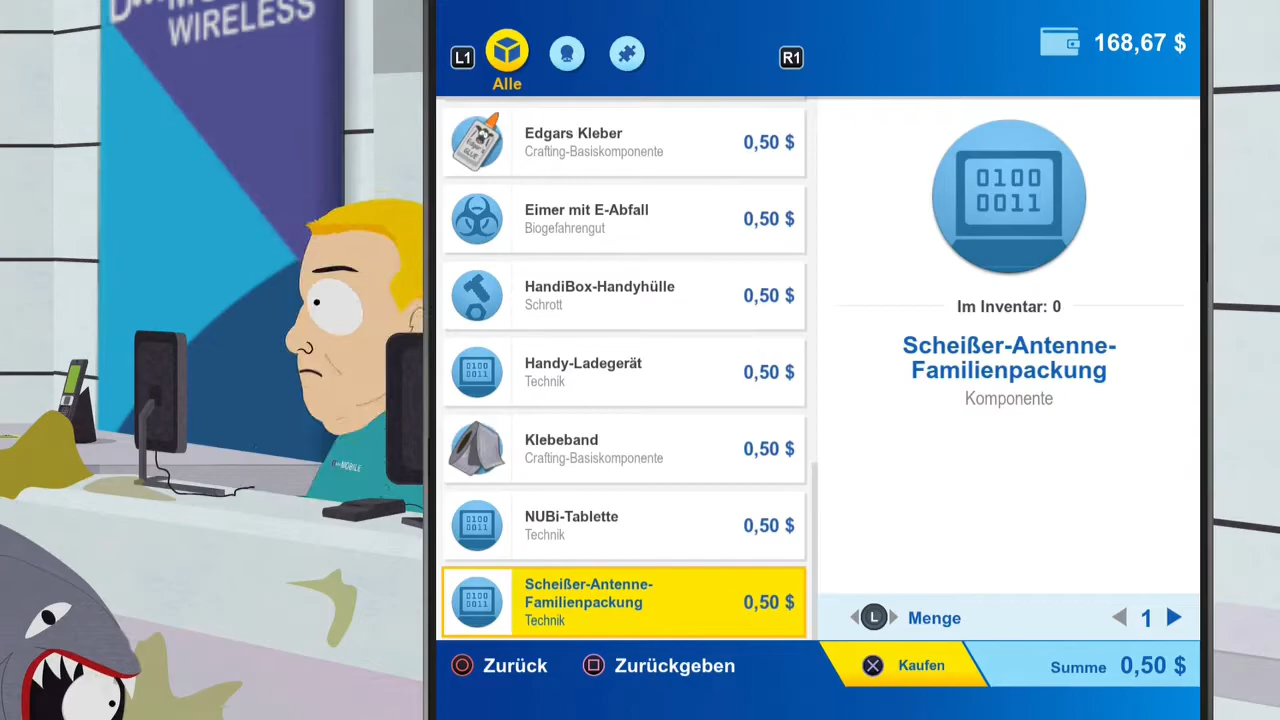 WIRELESS
L1
R1
Alle
168,67 $
Edgars Kleber
Crafting-Basiskomponente
0,50 $
Eimer mit E-Abfall
Biogefahrengut
0,50 $
HandiBox-Handyhülle
Schrott
0,50 $
Handy-Ladegerät
Technik
0,50 $
Klebeband
Crafting-Basiskomponente
0,50 $
NUBi-Tablette
Technik
0,50 $
Scheißer-Antenne-
Familienpackung
Technik
0,50 $
0100
0011
Im Inventar: 0
Scheißer-Antenne-
Familienpackung
Komponente
L
Menge
1
Zurück
Zurückgeben
Kaufen
Summe
0,50 $